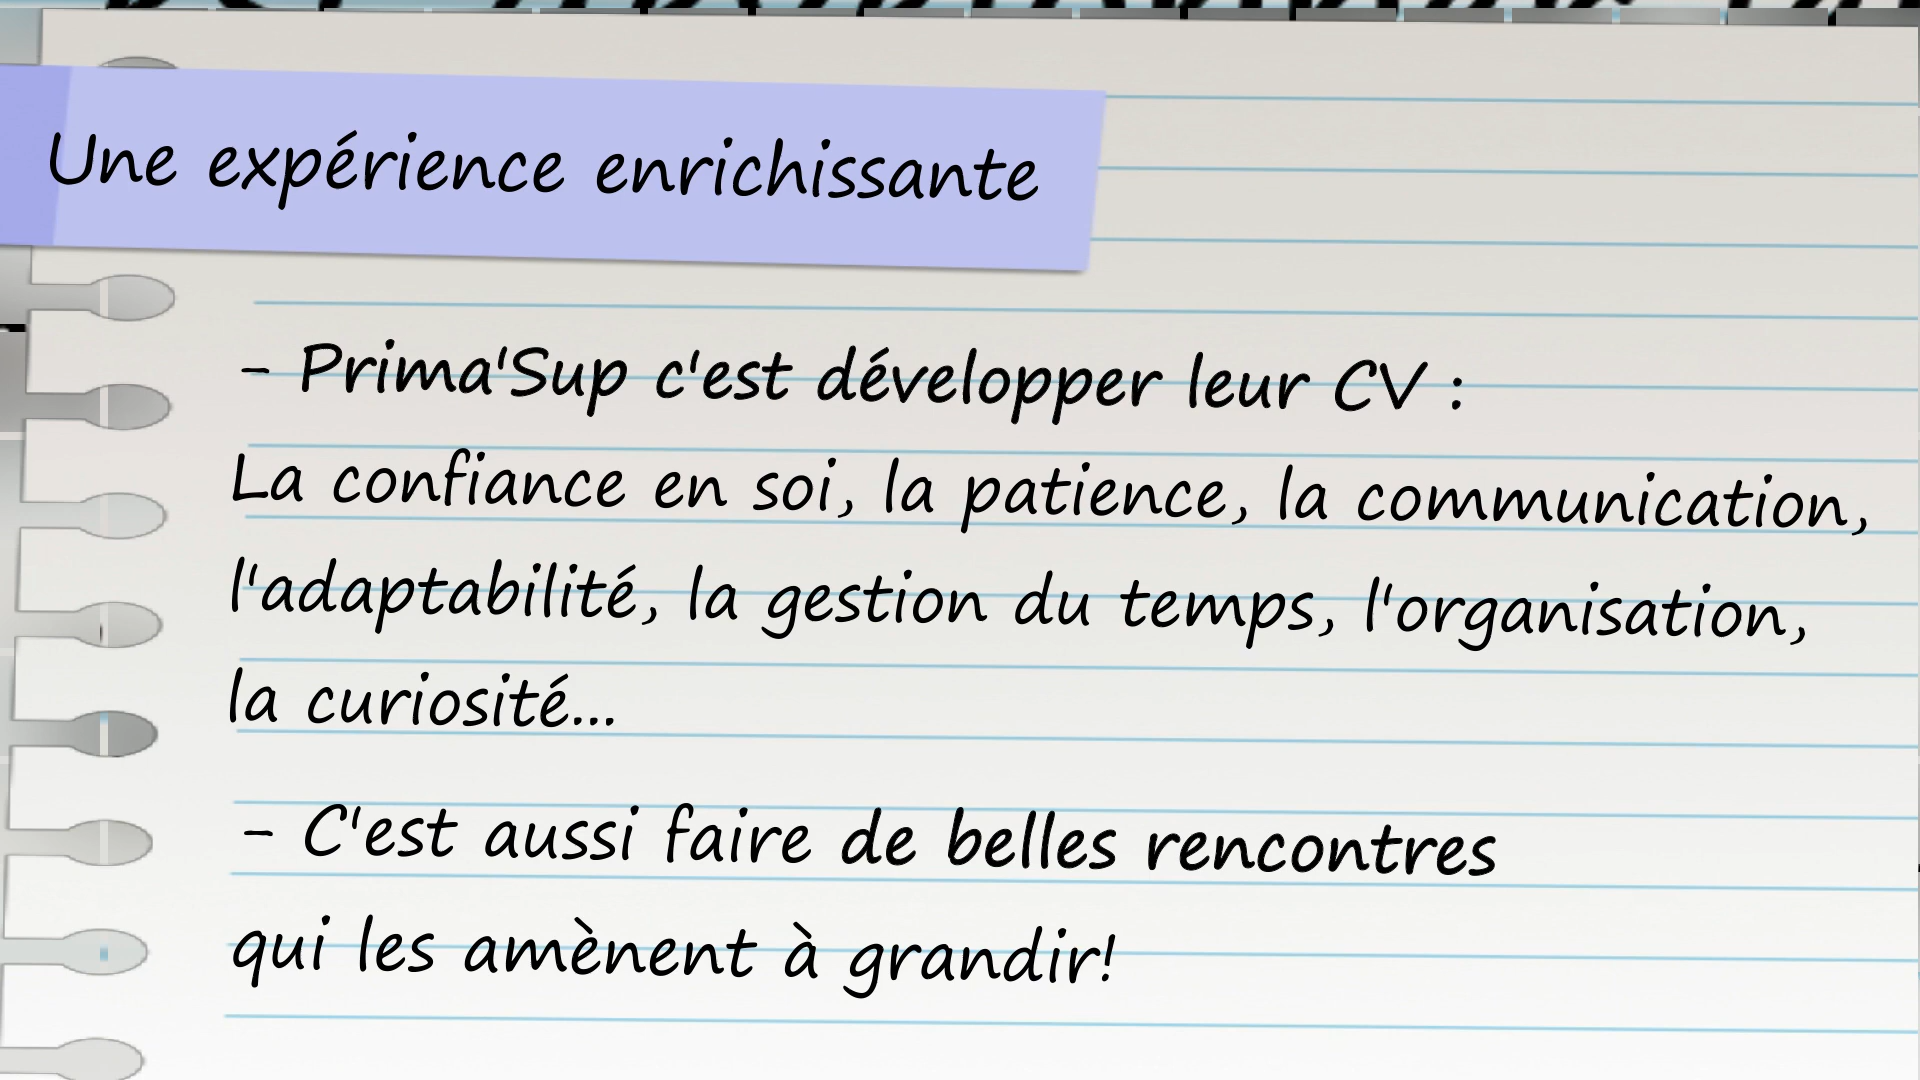 Une expérience enrichissante
- Prima'Sup c'est développer leur CV :
La confiance en soi, la patience, la communication,
l'adaptabilité, la gestion du temps, l'organisation,
la curiosité...
- C'est aussi faire de belles rencontres
qui les amènent à grandir!